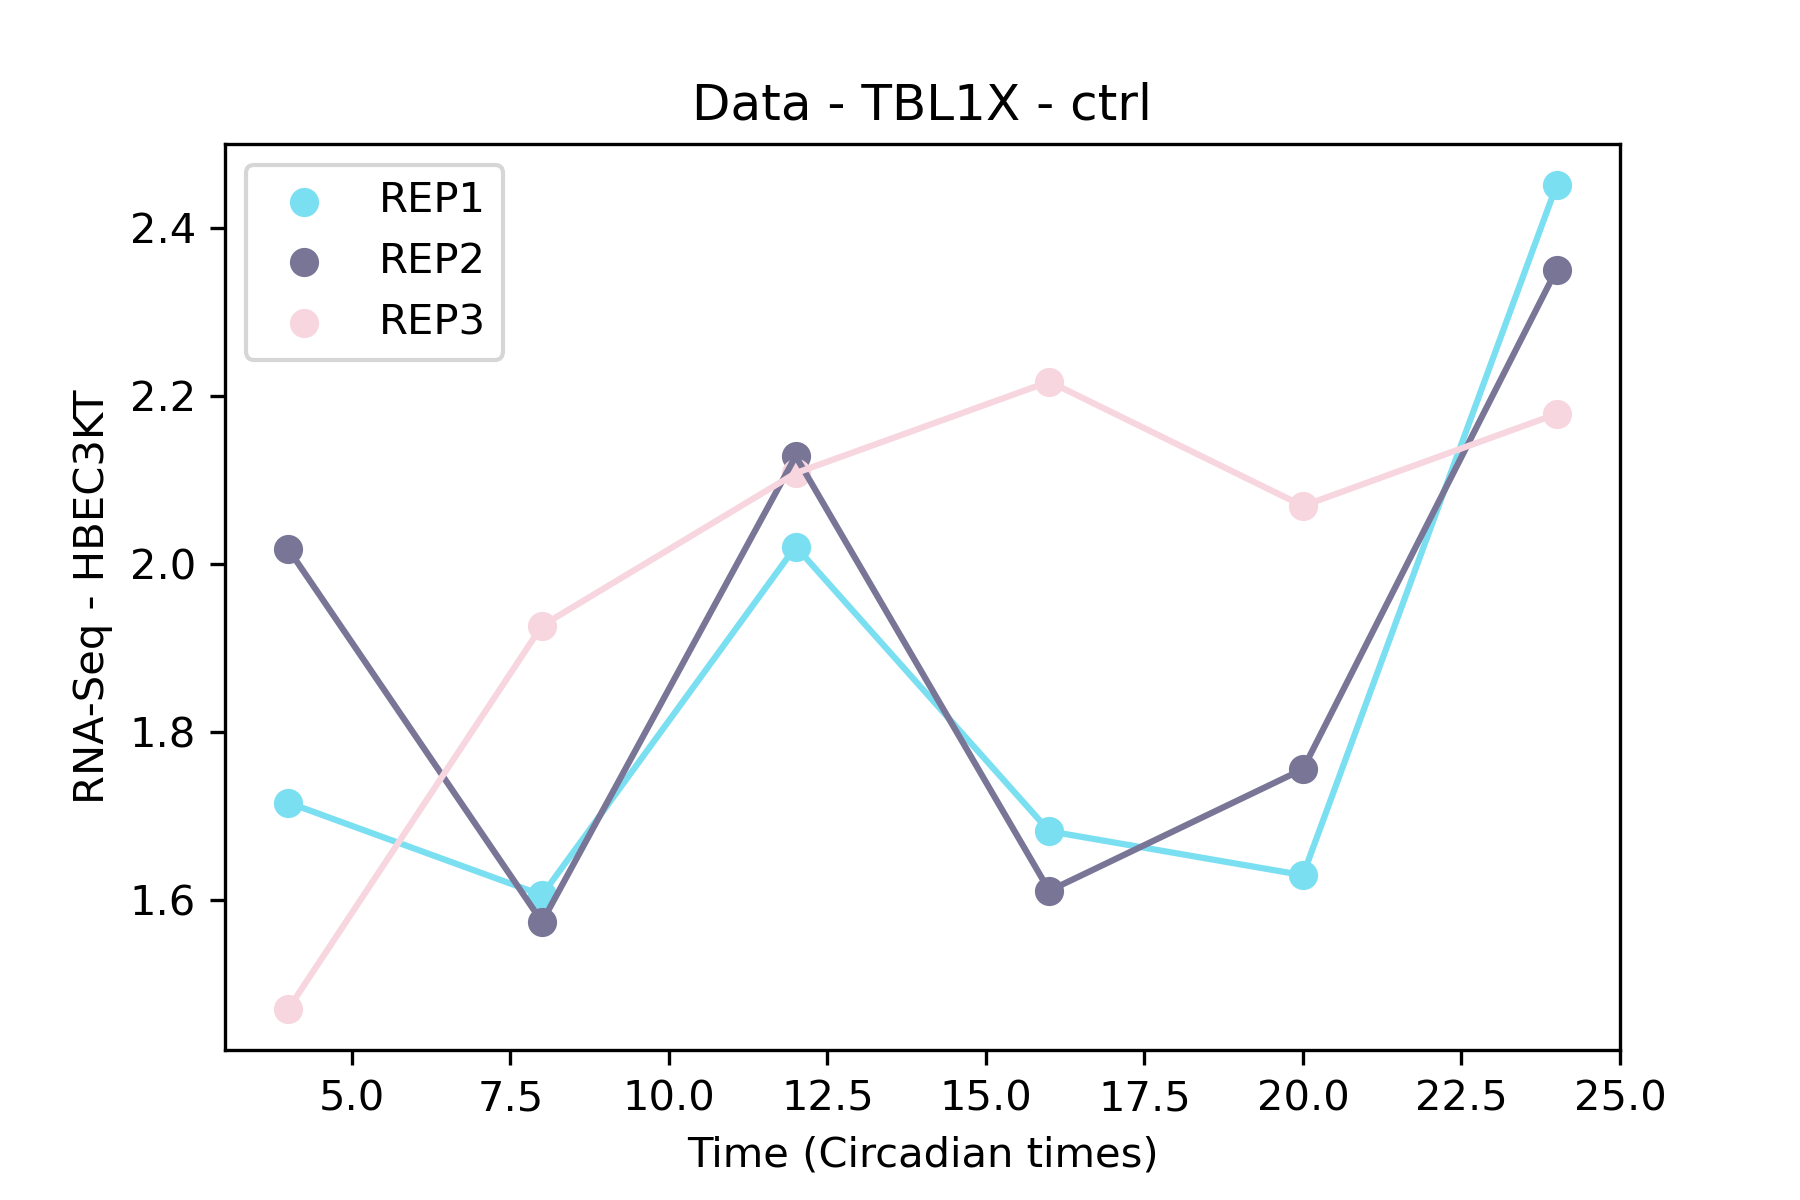 Data - TBL1X - ctrl
REP1
REP2
REP3
RNA-Seq - HBEC3KT
2.4
2.2
2.0
1.8
1.6
5.0 7.5 10.0 12.5 15.0 17.5 20.0 22.5 25.0
Time (Circadian times)